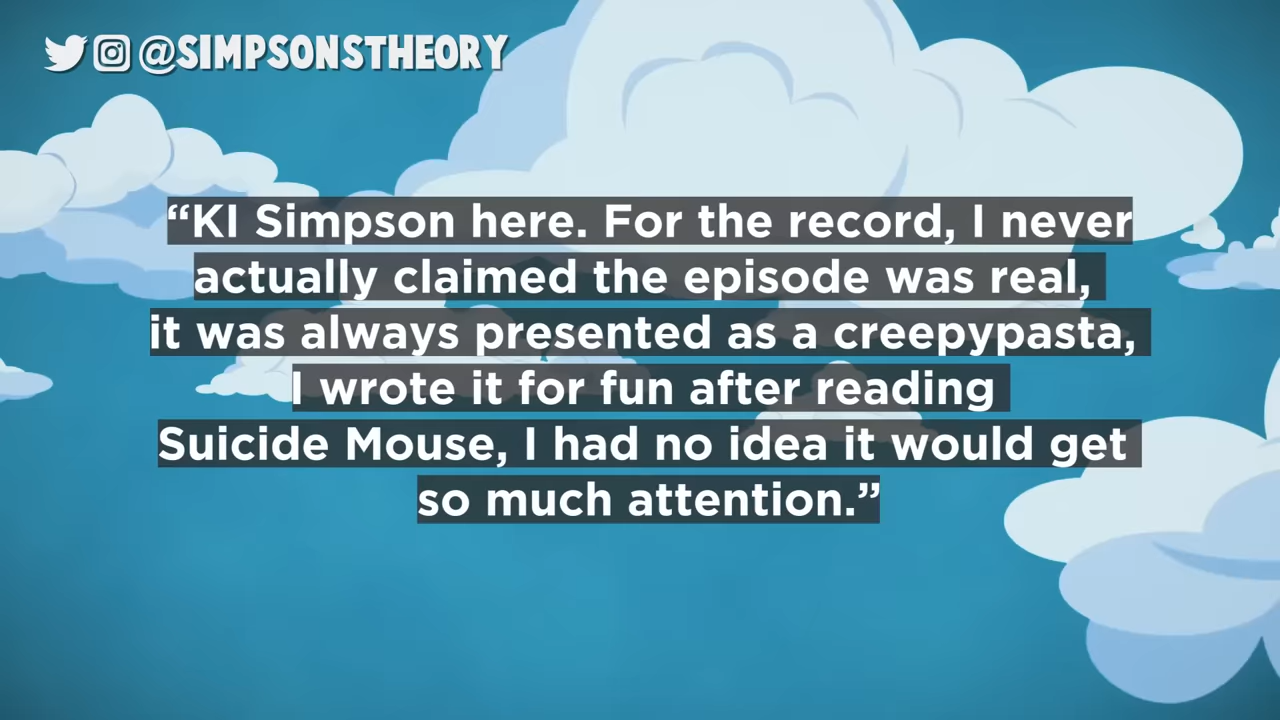 @SIMPSONSTHEORY
“KI Simpson here. For the record, I never
actually claimed the episode was real,
it was always presented as a creepypasta,
I wrote it for fun after reading
Suicide Mouse, I had no idea it would get
so much attention.”